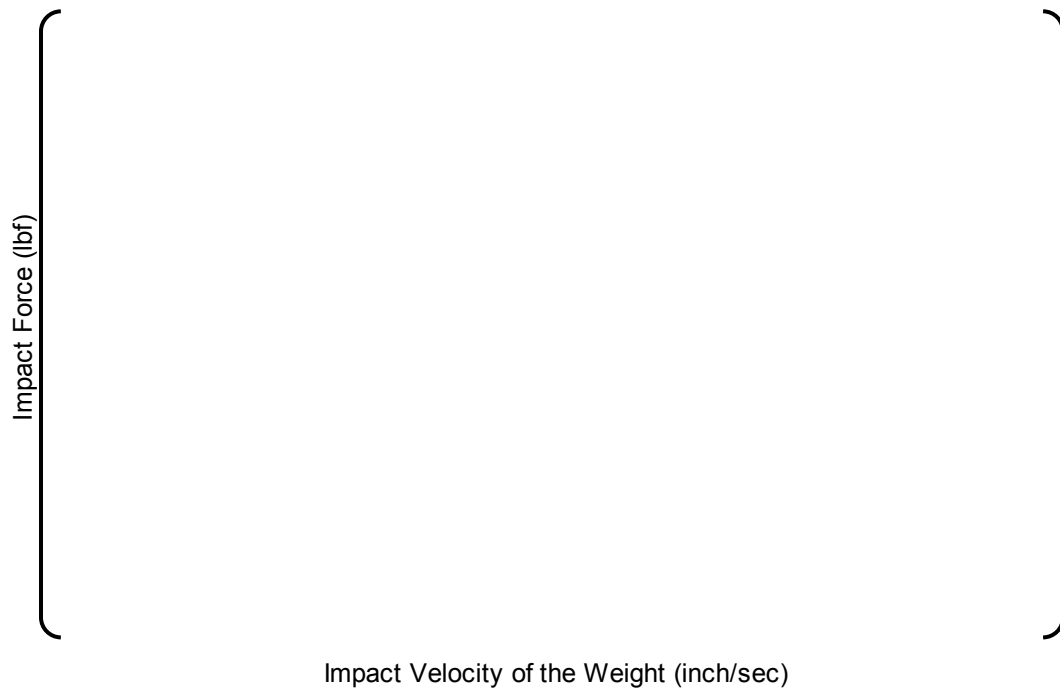 Impact Force (lbf)
Impact Velocity of the Weight (inch/sec)